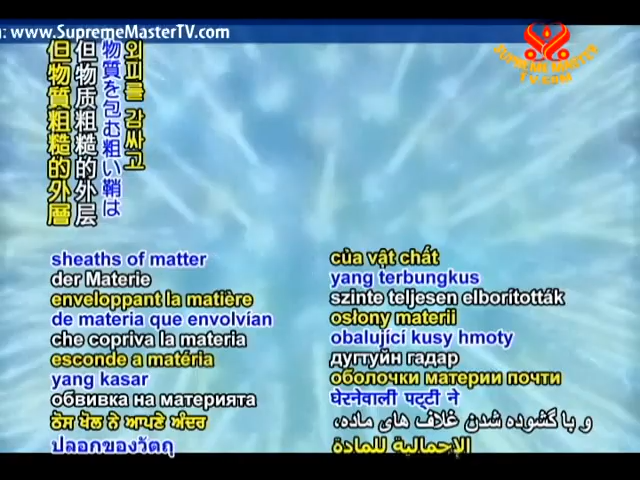 : www.SupremeMasterTV.com
SUPREME MASTER
TV.COM
但物質粗糙的外層
但物质粗糙的外层
物質を包む粗い鞘は
외피를 감싸고
sheaths of matter
der Materie
enveloppant la matière
de materia que envolvían
che copriva la materia
esconde a matéria
yang kasar
обвивка на материята
ਠੋਸ ਖੋਲ ਨੇ ਆਪਣੇ ਅੰਦਰ
ปลอกของวัตถุ
của vật chất
yang terbungkus
szinte teljesen elborították
osłony materii
obalující kusy hmoty
дугтуйн гадар
оболочки материи почти
घेरनेवाली पट्टी ने
و با گشوده شدن غلاف های ماده،
الإجمالية للمادة